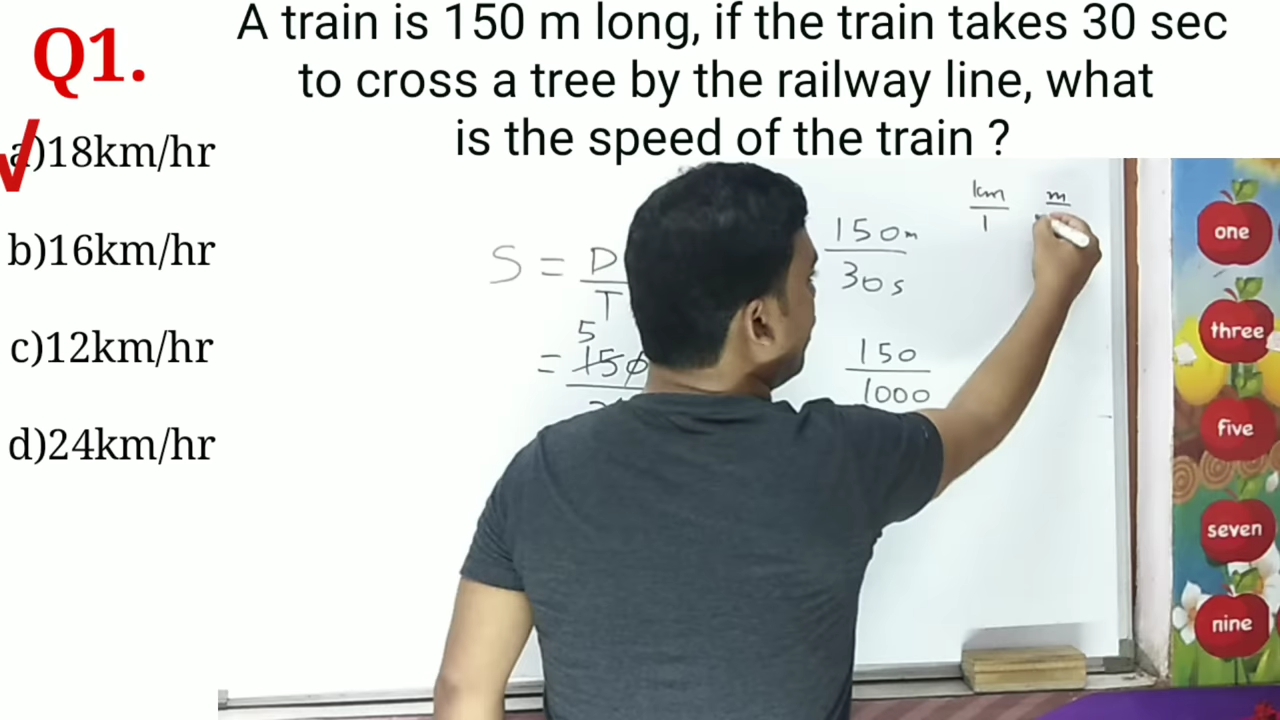 Q1.
A train is 150 m long, if the train takes 30 sec
to cross a tree by the railway line, what
is the speed of the train ?
a)18km/hr
b)16km/hr
c)12km/hr
d)24km/hr
S = D
T
5
= 150
150m
30s
150
1000
km
1
m
one
three
five
seven
nine